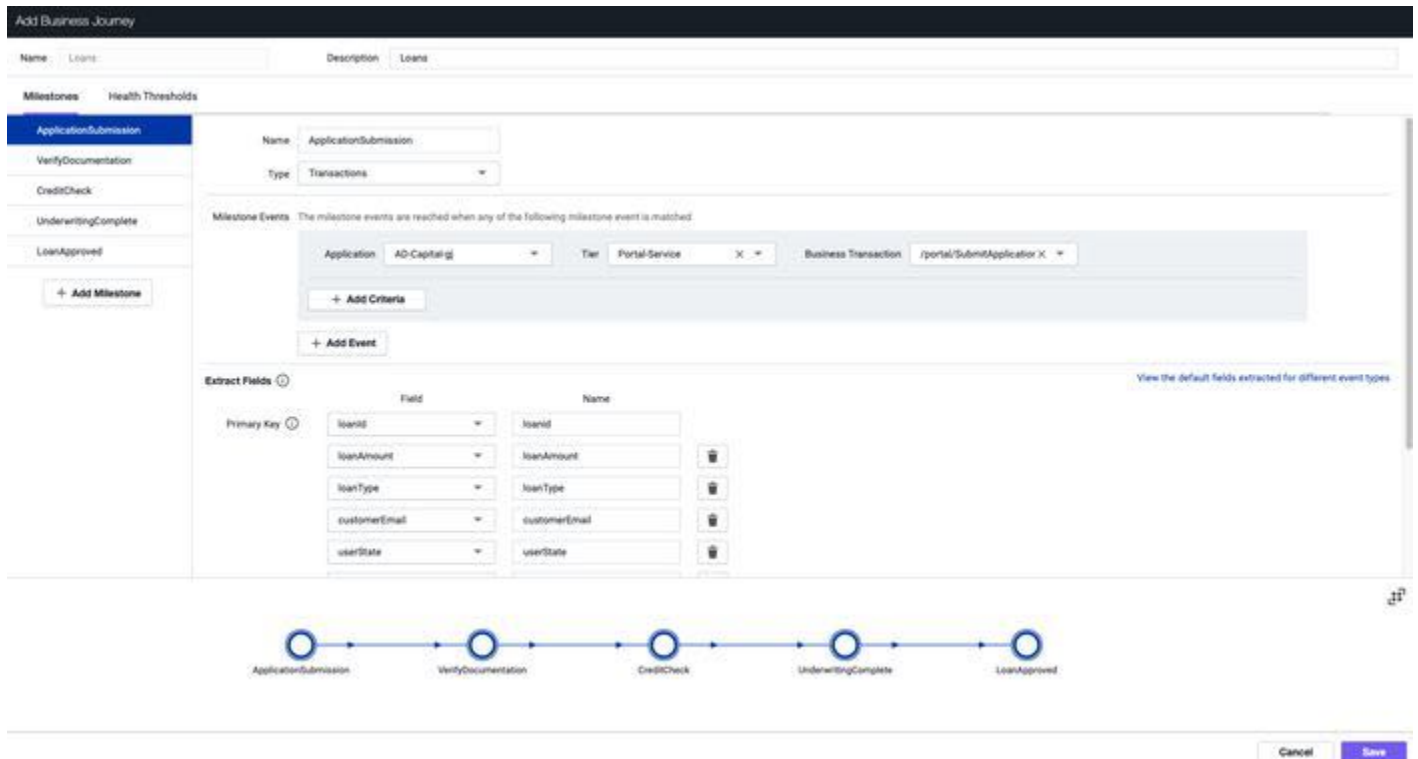 Add Business Journey
Name Loans Description Loans
Milestones Health Thresholds
ApplicationSubmission
VerifyDocumentation
CreditCheck
UnderwritingComplete
LoanApproved
+ Add Milestone
Name ApplicationSubmission
Type Transactions
Milestone Events The milestone events are reached when any of the following milestone event is matched
Application AD-Capital-gj Tier Portal-Service Business Transaction /portal/SubmitApplication
+ Add Criteria
+ Add Event
Extract Fields View the default fields extracted for different event types
Field Name
Primary Key loanId loanId
loanAmount loanAmount
loanType loanType
customerEmail customerEmail
userState userState
ApplicationSubmission VerifyDocumentation CreditCheck UnderwritingComplete LoanApproved
Cancel Save